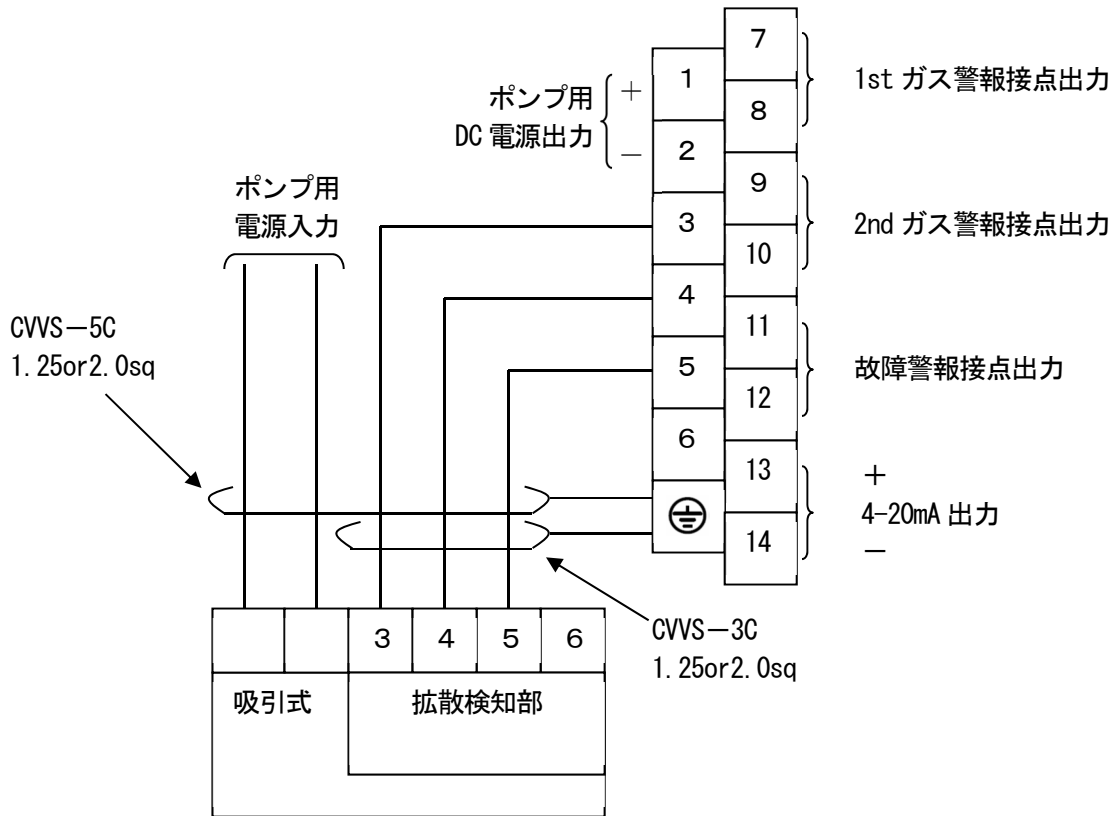 7
1
ポンプ用
DC 電源出力
+
−
8
1st ガス警報接点出力
2
9
ポンプ用
電源入力
3
2nd ガス警報接点出力
10
4
11
CVVS−5C
1.25or2.0sq
5
故障警報接点出力
12
6
13
+
4-20mA 出力
−
14
CVVS−3C
1.25or2.0sq
3 4 5 6
吸引式 拡散検知部